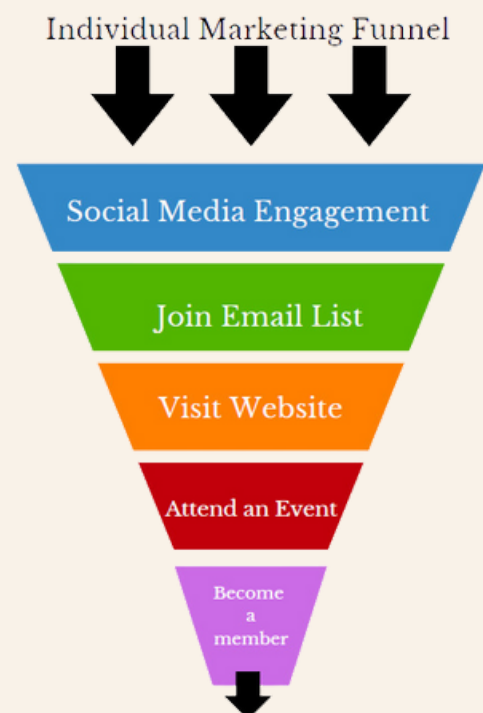 Individual Marketing Funnel
Social Media Engagement
Join Email List
Visit Website
Attend an Event
Become
a
member